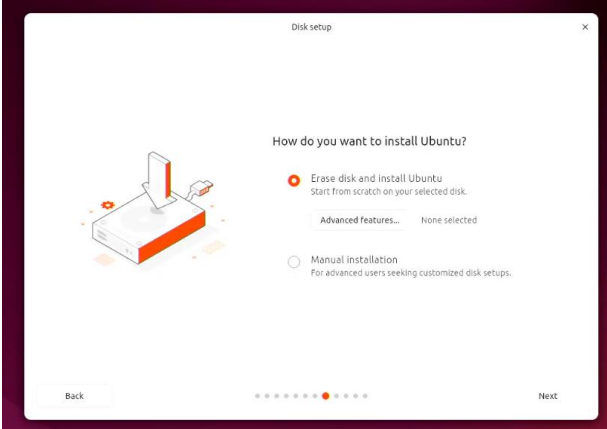 Disk setup
How do you want to install Ubuntu?
Erase disk and install Ubuntu
Start from scratch on your selected disk.
Advanced features... None selected
Manual installation
For advanced users seeking customized disk setups.
Back Next